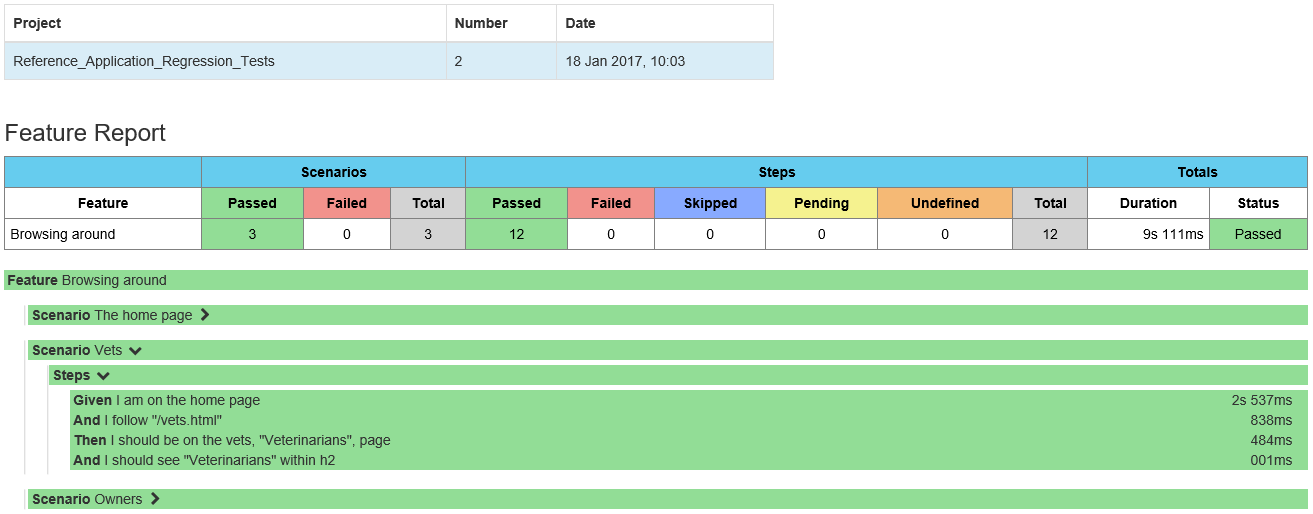 Project Number Date
Reference_Application_Regression_Tests 2 18 Jan 2017, 10:03
Feature Report
Scenarios Steps Totals
Feature Passed Failed Total Passed Failed Skipped Pending Undefined Total Duration Status
Browsing around 3 0 3 12 0 0 0 0 12 9s 111ms Passed
Feature Browsing around
Scenario The home page
Scenario Vets
Steps
Given I am on the home page 2s 537ms
And I follow "/vets.html" 838ms
Then I should be on the vets, "Veterinarians", page 484ms
And I should see "Veterinarians" within h2 001ms
Scenario Owners